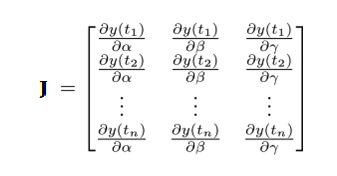 J = [ ∂y(t₁)/∂α ∂y(t₁)/∂β ∂y(t₁)/∂γ
∂y(t₂)/∂α ∂y(t₂)/∂β ∂y(t₂)/∂γ
⋮ ⋮ ⋮
∂y(tₙ)/∂α ∂y(tₙ)/∂β ∂y(tₙ)/∂γ ]